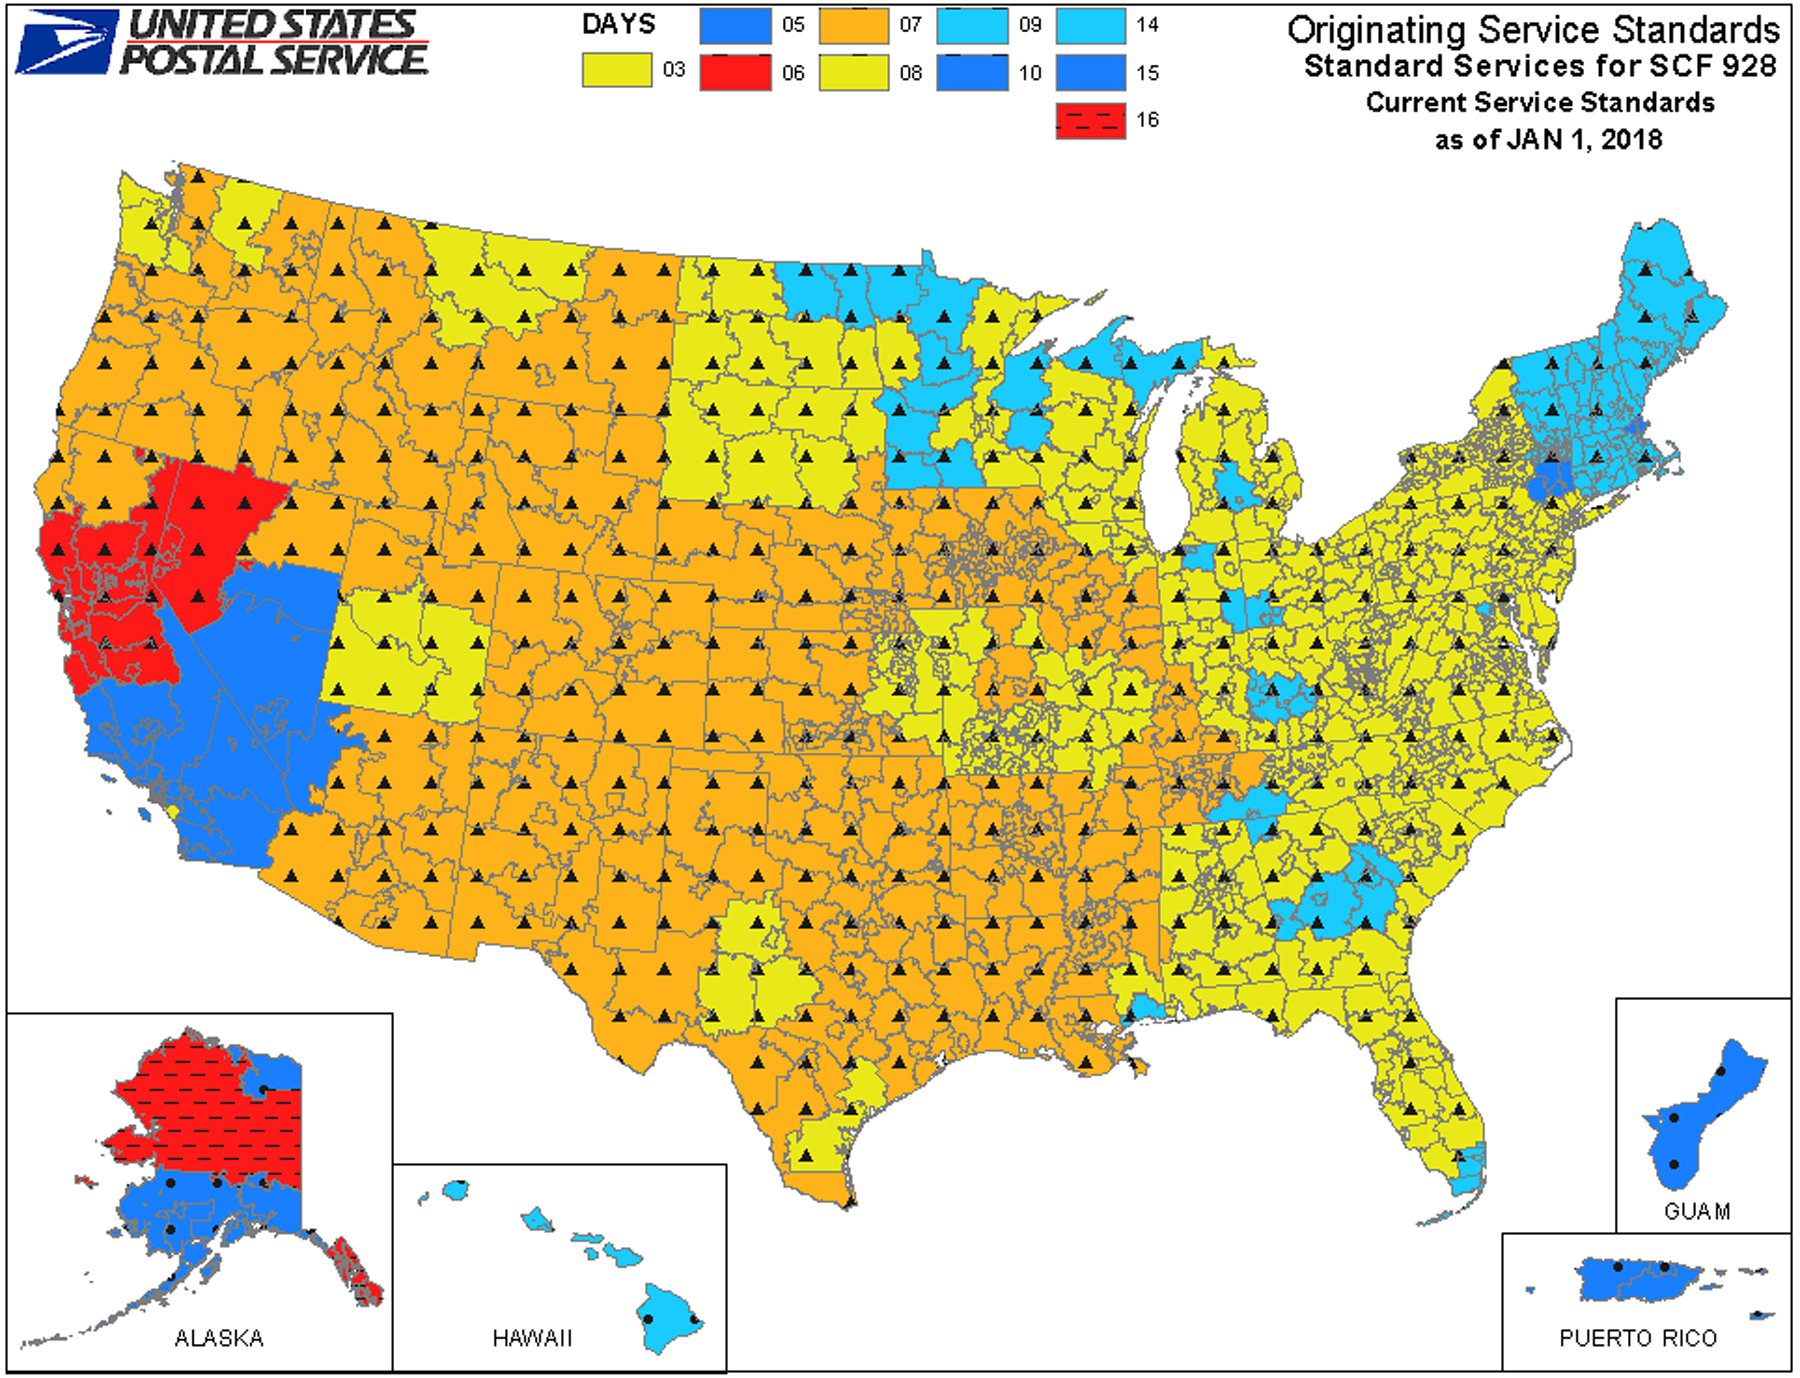 UNITED STATES
POSTAL SERVICE
DAYS
05
07
09
14
03
06
08
10
15
16
Originating Service Standards
Standard Services for SCF 928
Current Service Standards
as of JAN 1, 2018
ALASKA
HAWAII
GUAM
PUERTO RICO